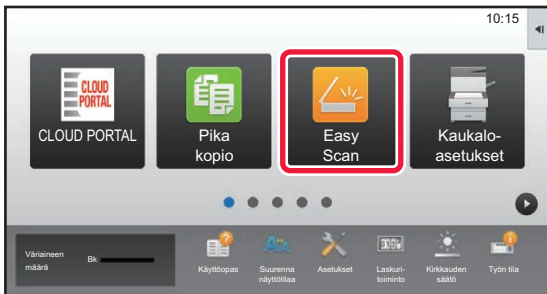 10:15
CLOUD
PORTAL
CLOUD PORTAL
Pika
kopio
Easy
Scan
Kaukalo-
asetukset
Väriaineen
määrä
Bk
Käyttöopas
Suurenna
näyttötilaa
Asetukset
Laskuri-
toiminto
Kirkkauden
säätö
Työn tila